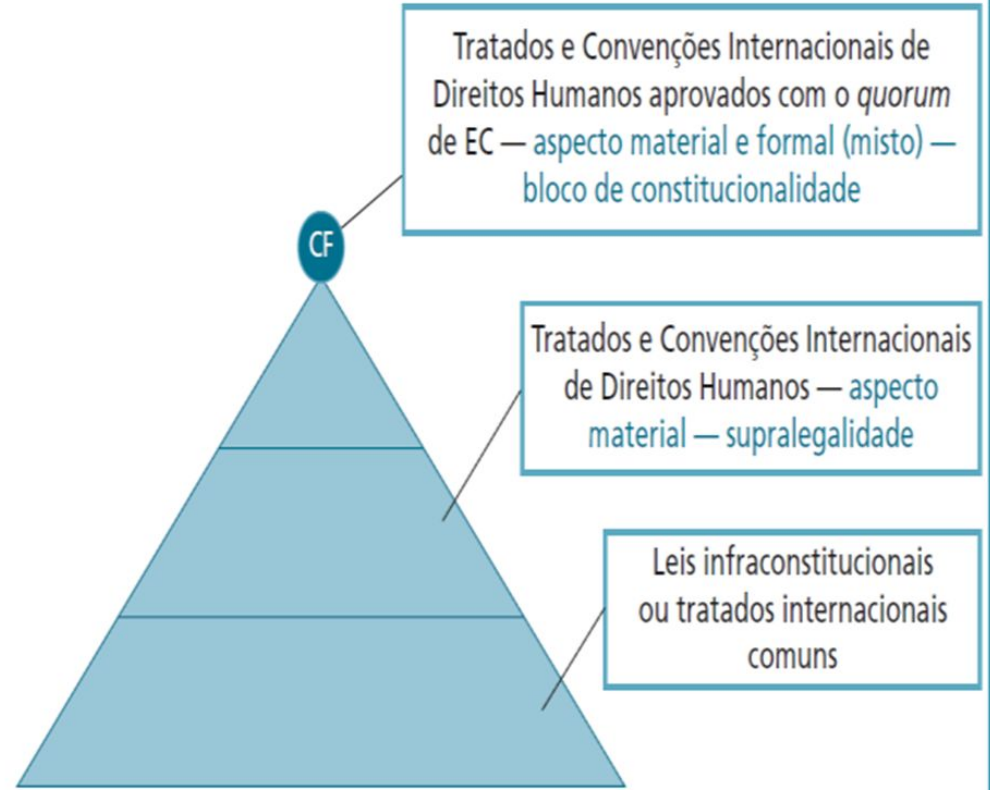 Tratados e Convenções Internacionais de
Direitos Humanos aprovados com o quorum
de EC — aspecto material e formal (misto) —
bloco de constitucionalidade
CF
Tratados e Convenções Internacionais
de Direitos Humanos — aspecto
material — supralegalidade
Leis infraconstitucionais
ou tratados internacionais
comuns